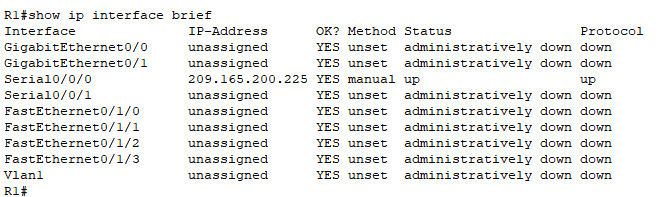 R1#show ip interface brief
Interface IP-Address OK? Method Status Protocol
GigabitEthernet0/0 unassigned YES unset administratively down down
GigabitEthernet0/1 unassigned YES unset administratively down down
Serial0/0/0 209.165.200.225 YES manual up up
Serial0/0/1 unassigned YES unset administratively down down
FastEthernet0/1/0 unassigned YES unset administratively down down
FastEthernet0/1/1 unassigned YES unset administratively down down
FastEthernet0/1/2 unassigned YES unset administratively down down
FastEthernet0/1/3 unassigned YES unset administratively down down
Vlan1 unassigned YES unset administratively down down
R1#